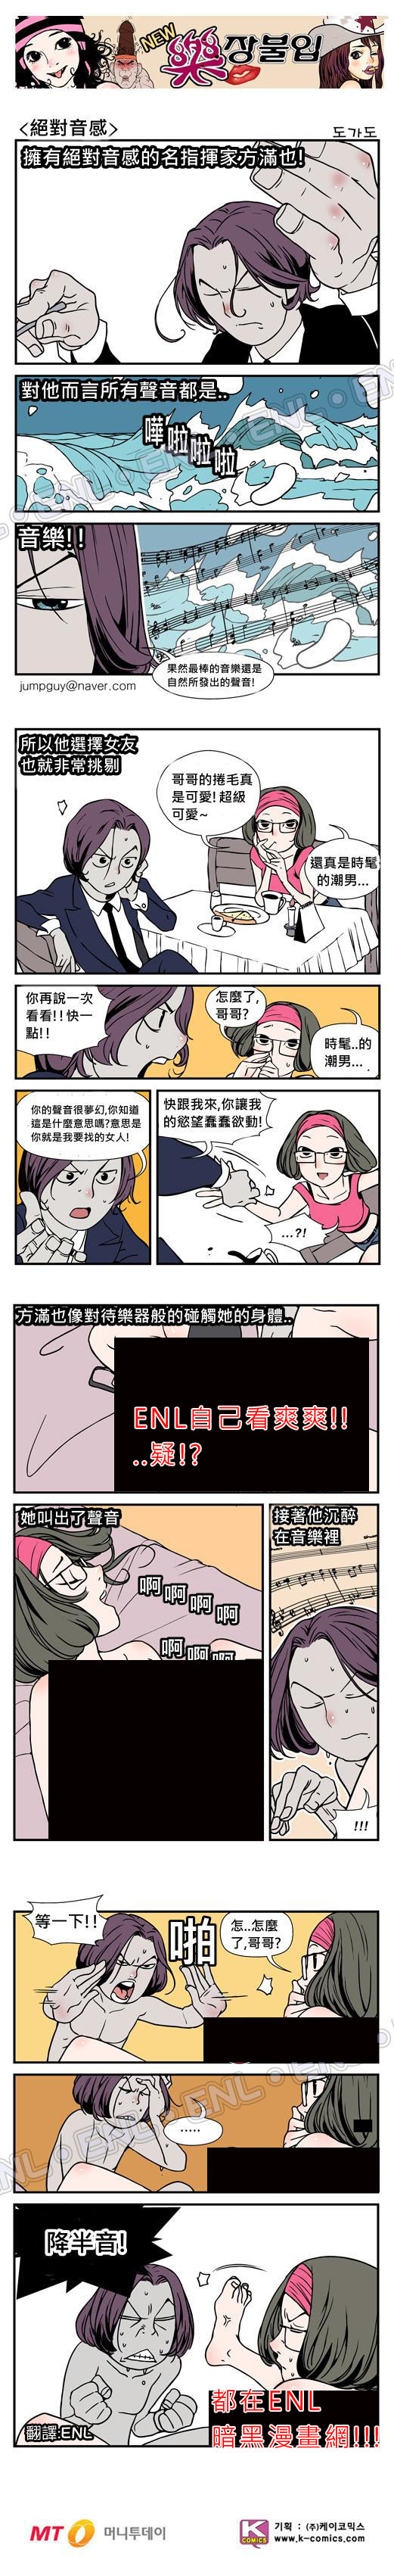 NEW 樂장불입
<絕對音感>
도가도
擁有絕對音感的名指揮家方滿也!
對他而言所有聲音都是..
嘩啦啦啦
音樂!!
果然最棒的音樂還是
自然所發出的聲音!
jumpguy@naver.com
所以他選擇女友
也就非常挑剔
哥哥的捲毛真
是可愛! 超級
可愛~
還真是時髦
的潮男...
你再說一次
看看!! 快一
點!!
怎麼了,
哥哥?
時髦..的
潮男...
你的聲音很夢幻,你知道
這是什麼意思嗎?意思是
你就是我要找的女人!
快跟我來,你讓我
的慾望蠢蠢欲動!
...?!
方滿也像對待樂器般的碰觸她的身體..
ENL自己看爽爽!!
..疑!?
她叫出了聲音
啊啊啊啊
啊啊啊
接著他沉醉
在音樂裡
!!!
等一下!!
啪
怎..怎麼
了,哥哥?
.....
降半音!
都在ENL
暗黑漫畫網!!!
翻譯:ENL
MT 머니투데이
K COMICS
기획 : (주)케이코믹스
www.k-comics.com
ENL